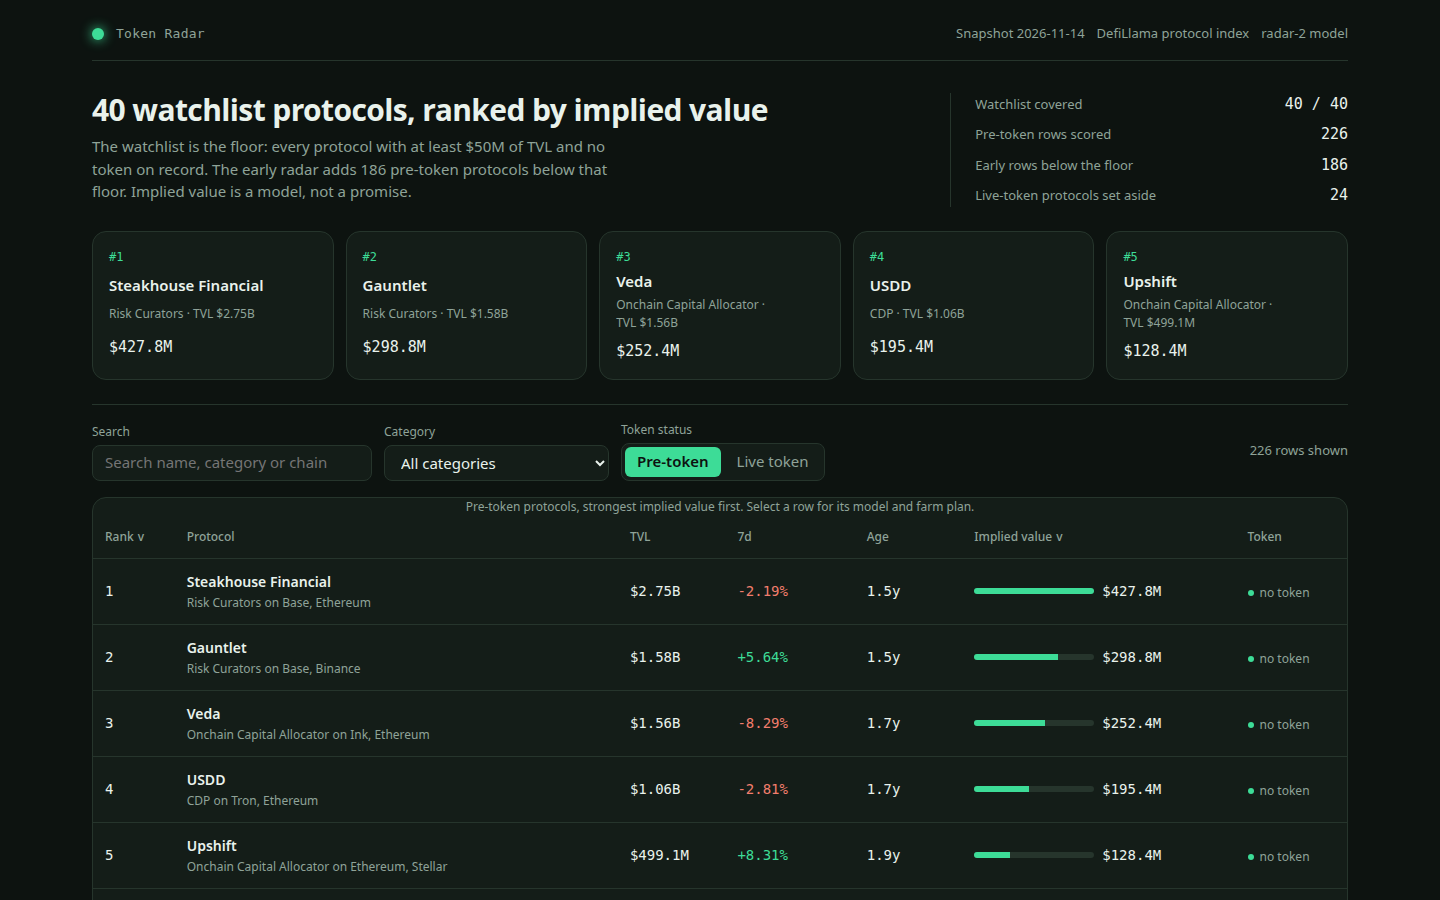 Token Radar
Snapshot 2026-11-14 DefiLlama protocol index radar-2 model
40 watchlist protocols, ranked by implied value
The watchlist is the floor: every protocol with at least $50M of TVL and no
token on record. The early radar adds 186 pre-token protocols below that
floor. Implied value is a model, not a promise.
Watchlist covered 40 / 40
Pre-token rows scored 226
Early rows below the floor 186
Live-token protocols set aside 24
#1
Steakhouse Financial
Risk Curators · TVL $2.75B
$427.8M
#2
Gauntlet
Risk Curators · TVL $1.58B
$298.8M
#3
Veda
Onchain Capital Allocator ·
TVL $1.56B
$252.4M
#4
USDD
CDP · TVL $1.06B
$195.4M
#5
Upshift
Onchain Capital Allocator ·
TVL $499.1M
$128.4M
Search
Search name, category or chain
Category
All categories
Token status
Pre-token Live token
226 rows shown
Pre-token protocols, strongest implied value first. Select a row for its model and farm plan.
Rank v Protocol TVL 7d Age Implied value v Token
1 Steakhouse Financial $2.75B -2.19% 1.5y $427.8M no token
Risk Curators on Base, Ethereum
2 Gauntlet $1.58B +5.64% 1.5y $298.8M no token
Risk Curators on Base, Binance
3 Veda $1.56B -8.29% 1.7y $252.4M no token
Onchain Capital Allocator on Ink, Ethereum
4 USDD $1.06B -2.81% 1.7y $195.4M no token
CDP on Tron, Ethereum
5 Upshift $499.1M +8.31% 1.9y $128.4M no token
Onchain Capital Allocator on Ethereum, Stellar